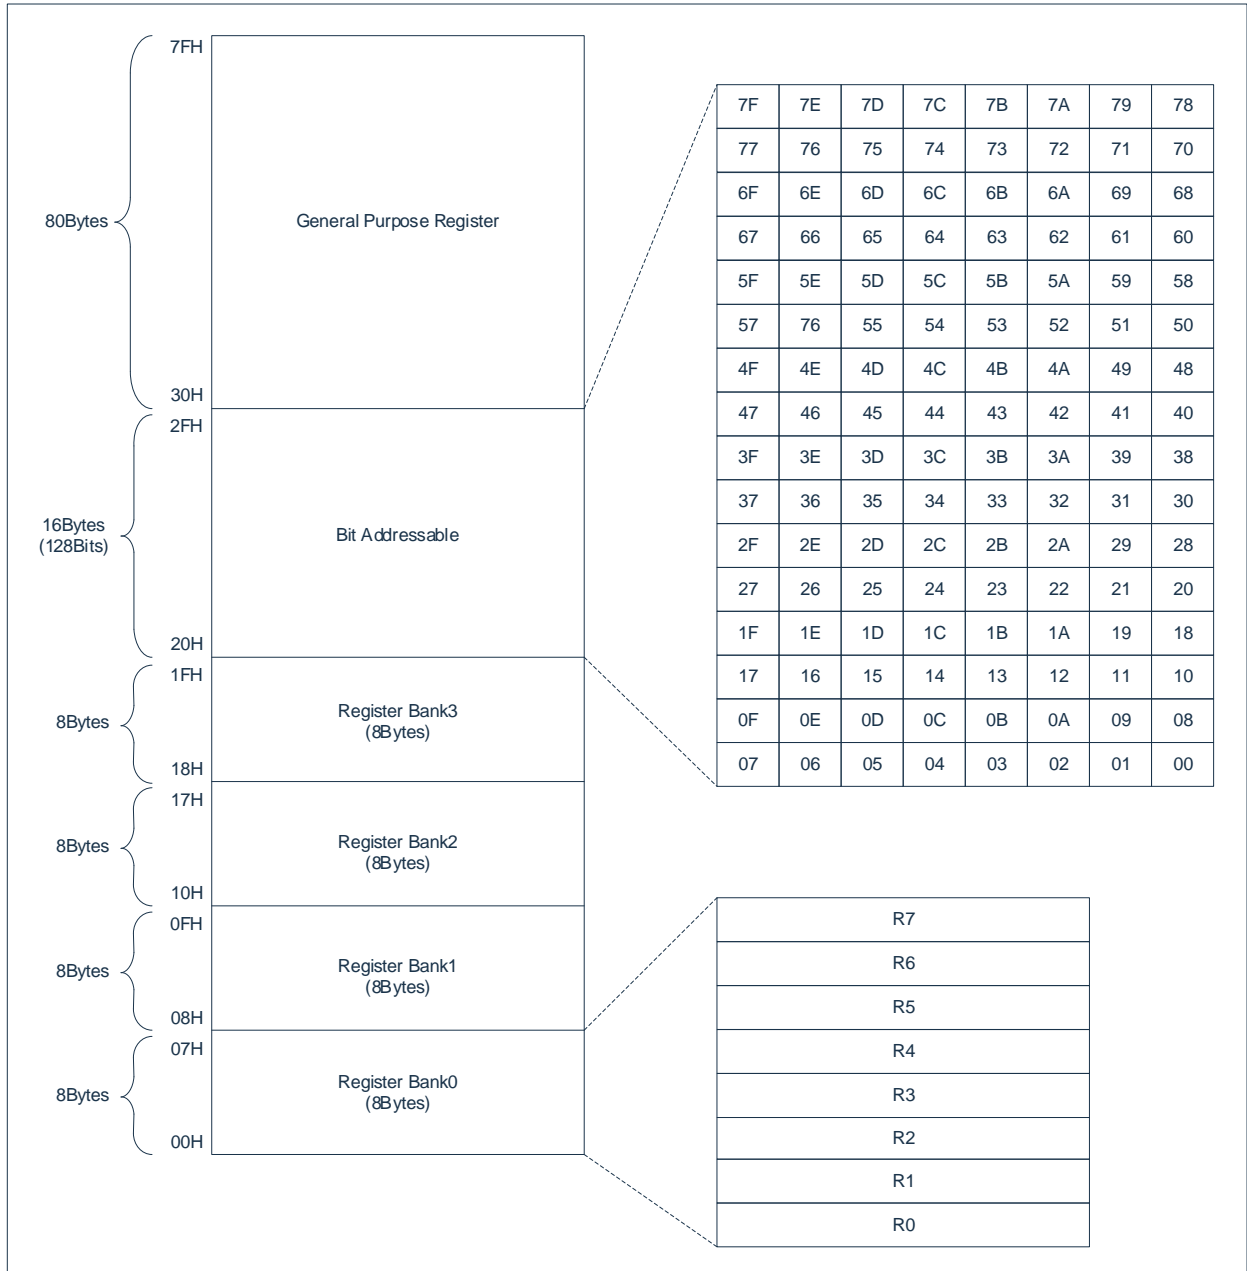 7FH
80Bytes
General Purpose Register
30H
2FH
16Bytes
(128Bits)
Bit Addressable
20H
1FH
8Bytes
Register Bank3
(8Bytes)
18H
17H
8Bytes
Register Bank2
(8Bytes)
10H
0FH
8Bytes
Register Bank1
(8Bytes)
08H
07H
8Bytes
Register Bank0
(8Bytes)
00H
7F 7E 7D 7C 7B 7A 79 78
77 76 75 74 73 72 71 70
6F 6E 6D 6C 6B 6A 69 68
67 66 65 64 63 62 61 60
5F 5E 5D 5C 5B 5A 59 58
57 76 55 54 53 52 51 50
4F 4E 4D 4C 4B 4A 49 48
47 46 45 44 43 42 41 40
3F 3E 3D 3C 3B 3A 39 38
37 36 35 34 33 32 31 30
2F 2E 2D 2C 2B 2A 29 28
27 26 25 24 23 22 21 20
1F 1E 1D 1C 1B 1A 19 18
17 16 15 14 13 12 11 10
0F 0E 0D 0C 0B 0A 09 08
07 06 05 04 03 02 01 00
R7
R6
R5
R4
R3
R2
R1
R0